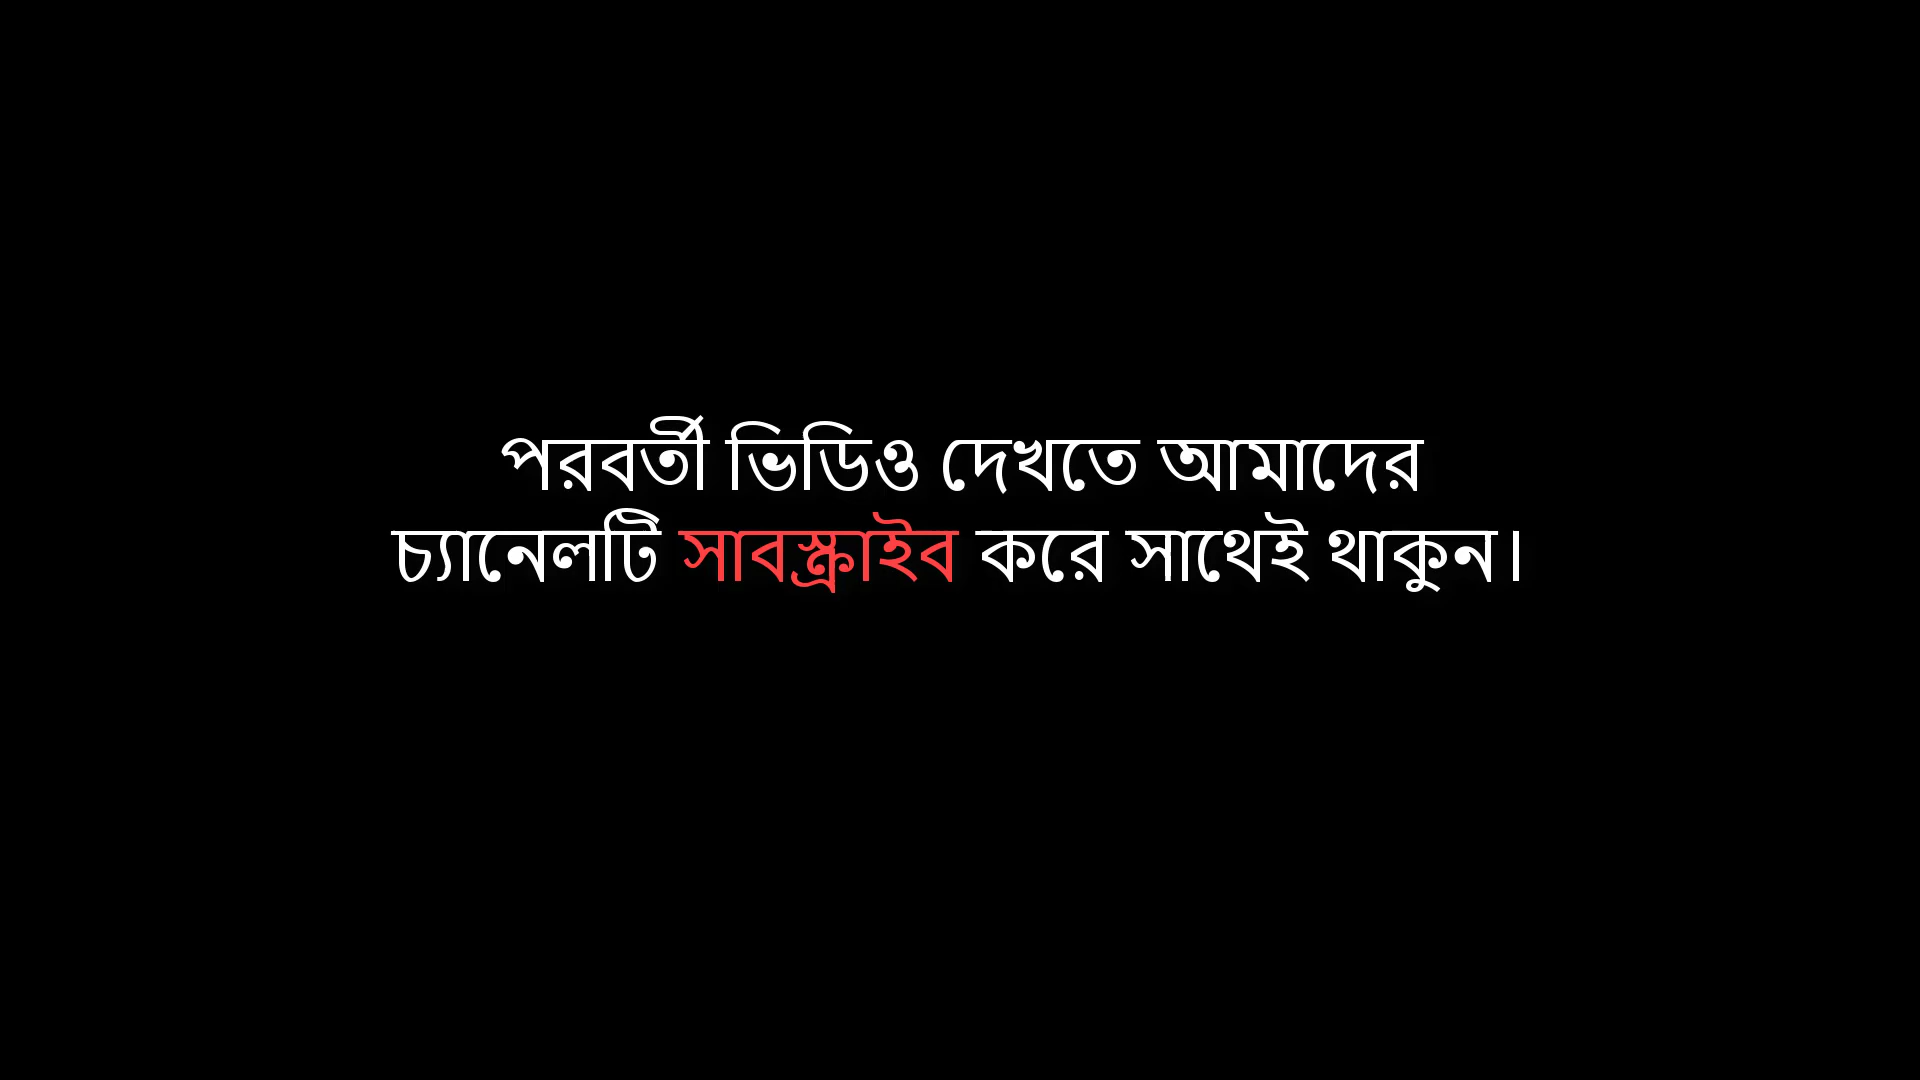 পরবর্তী ভিডিও দেখতে আমাদের
চ্যানেলটি সাবস্ক্রাইব করে সাথেই থাকুন।